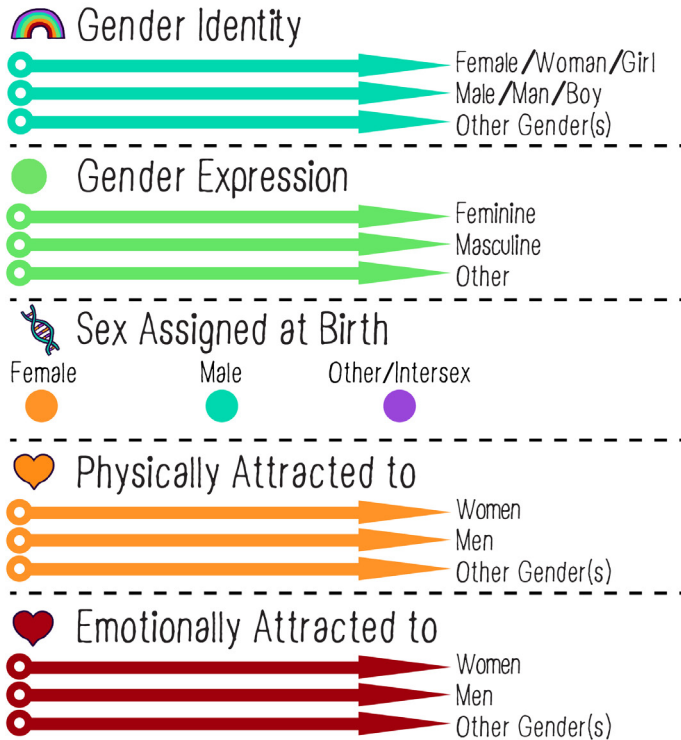 Gender Identity
Female/Woman/Girl
Male/Man/Boy
Other Gender(s)
Gender Expression
Feminine
Masculine
Other
Sex Assigned at Birth
Female Male Other/Intersex
Physically Attracted to
Women
Men
Other Gender(s)
Emotionally Attracted to
Women
Men
Other Gender(s)